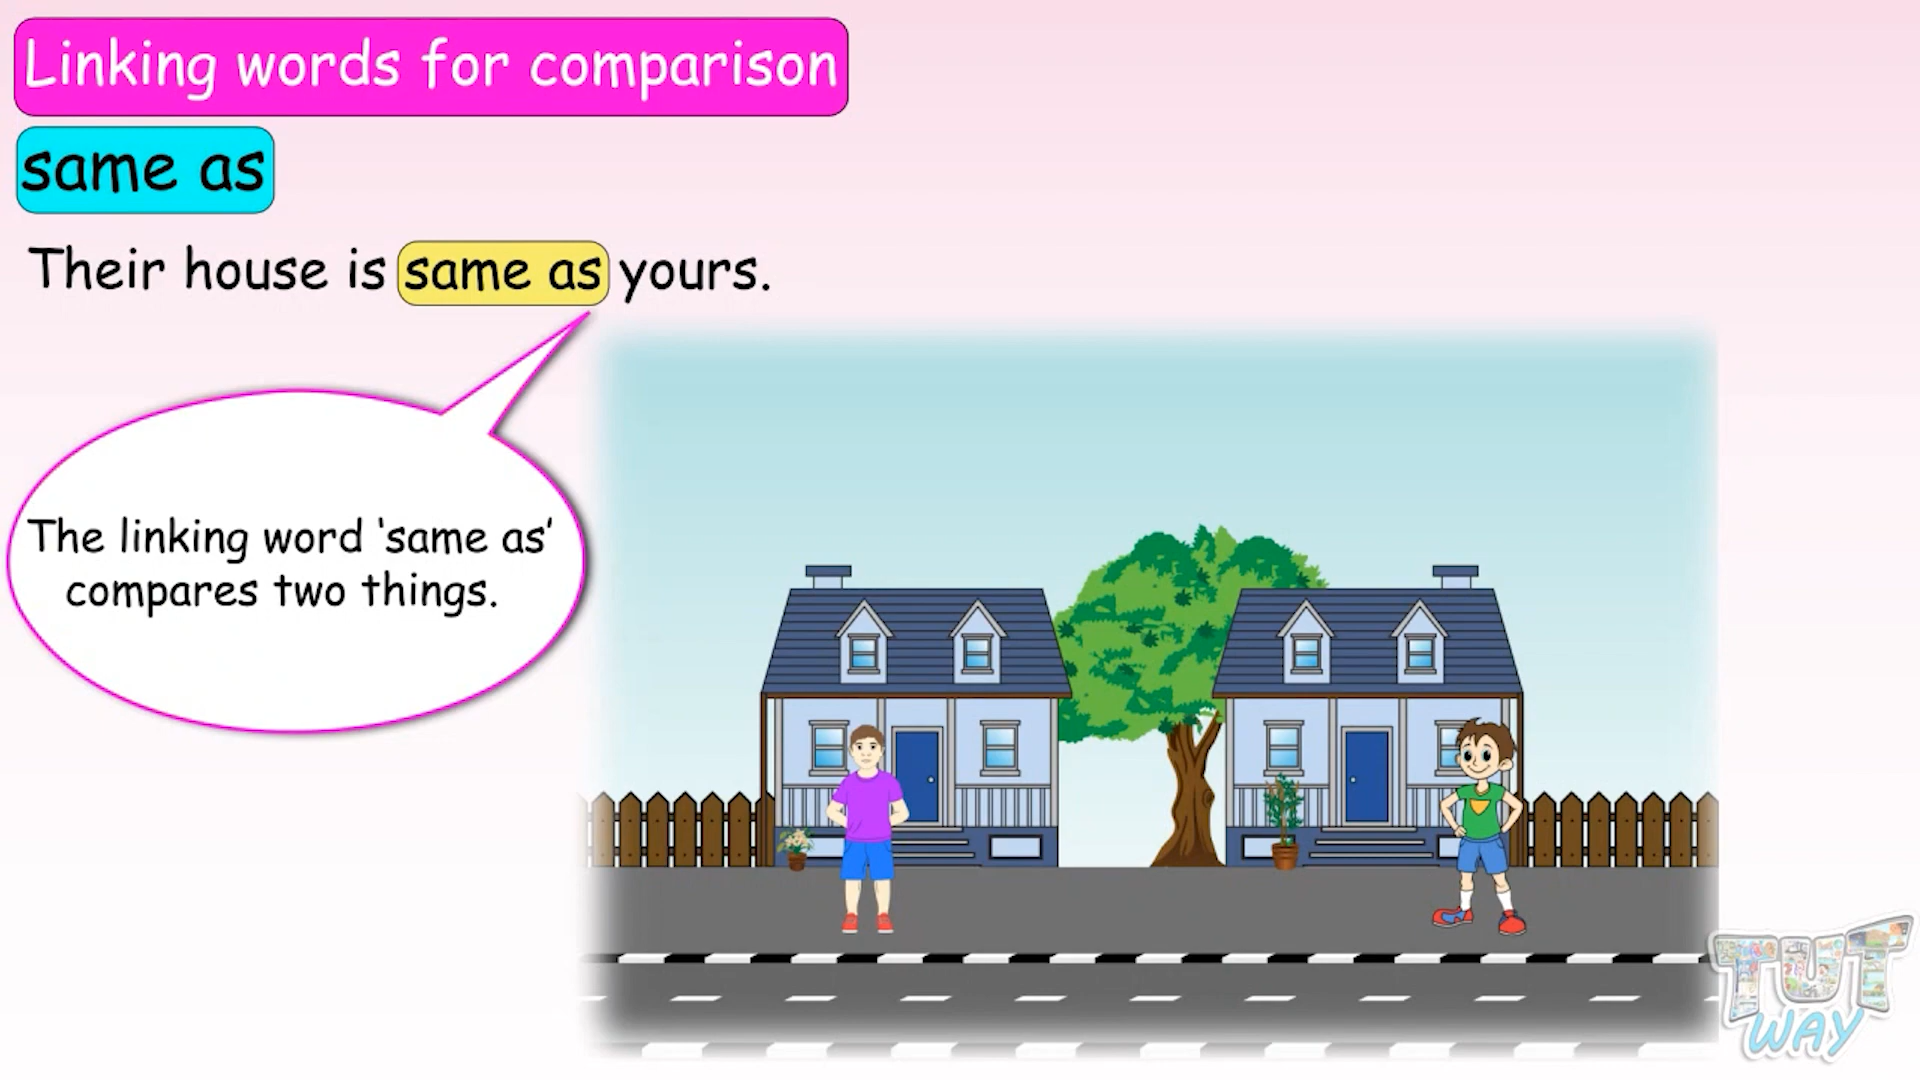 Linking words for comparison
same as
Their house is same as yours.
The linking word ‘same as’
compares two things.
TUT
WAY